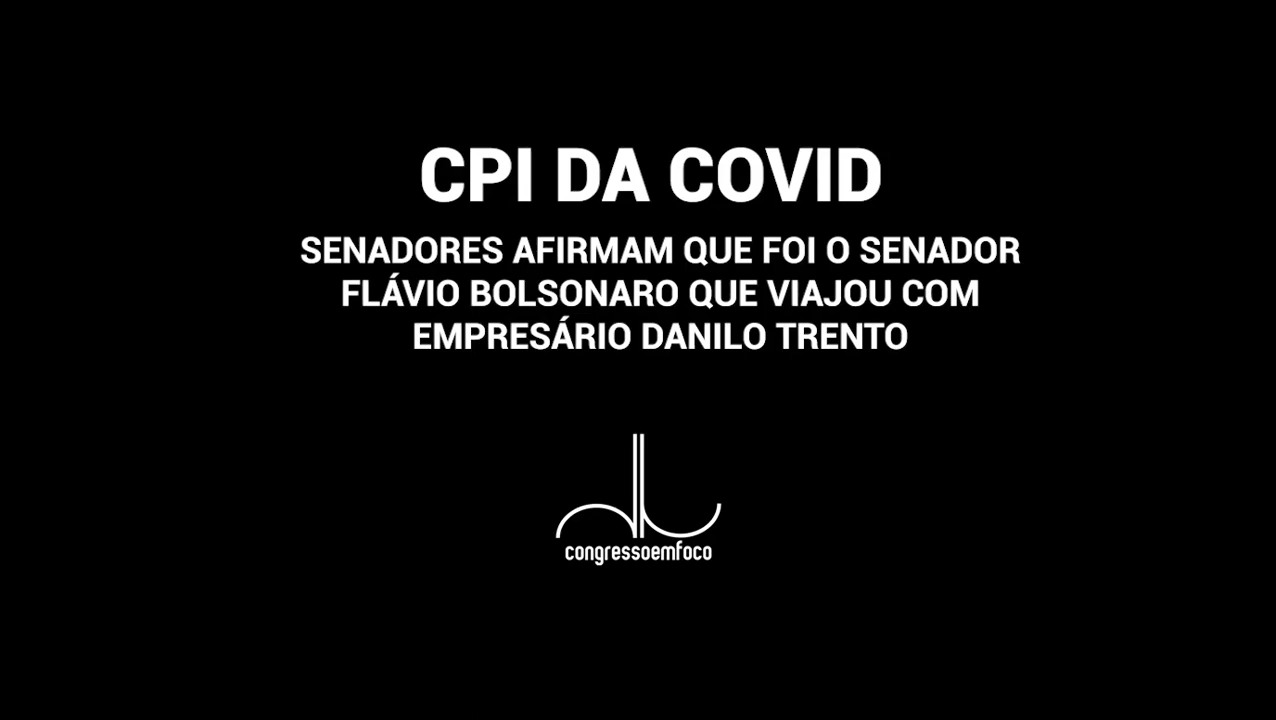 CPI DA COVID
SENADORES AFIRMAM QUE FOI O SENADOR
FLÁVIO BOLSONARO QUE VIAJOU COM
EMPRESÁRIO DANILO TRENTO
congressoemfoco